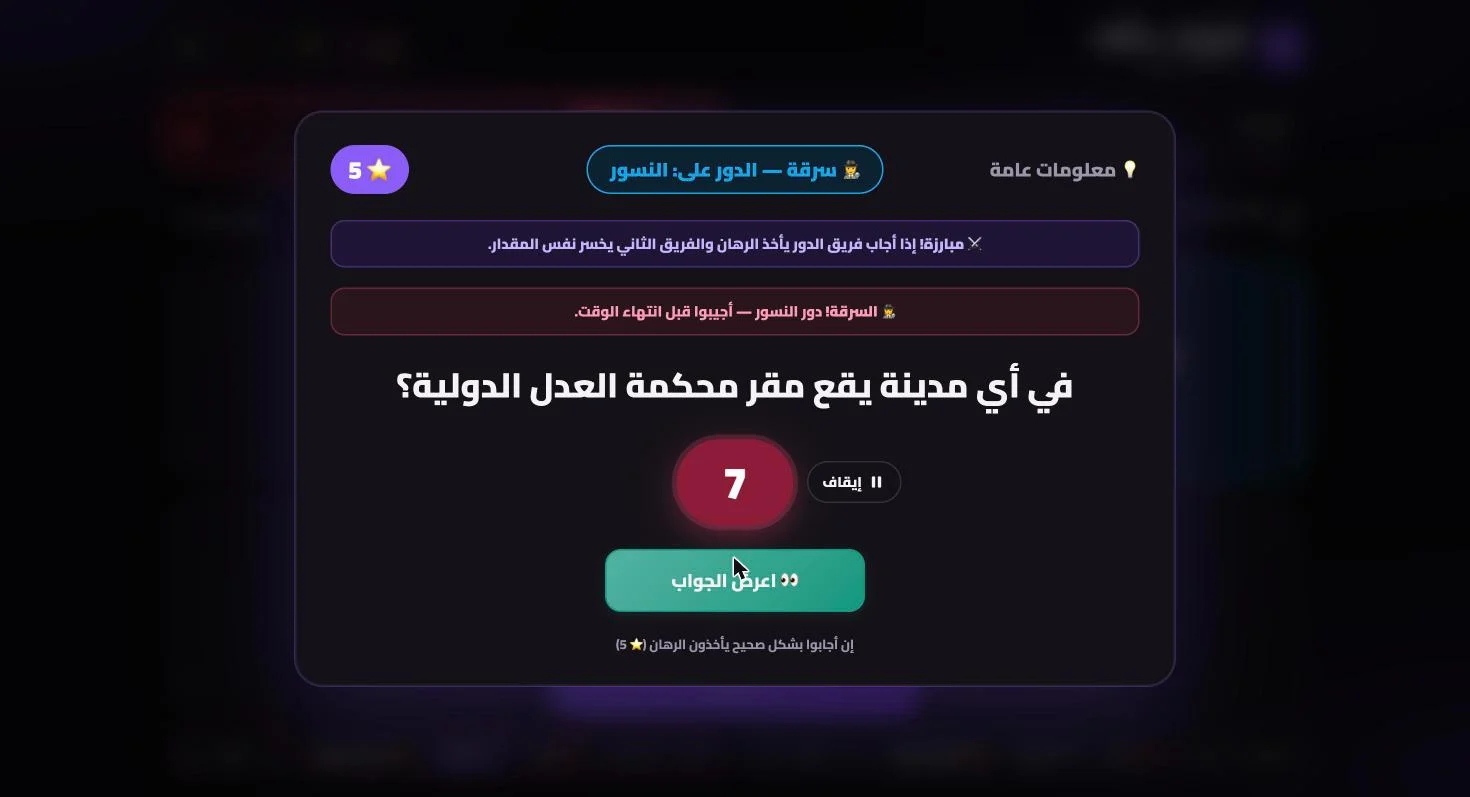 💡 معلومات عامة
🕵️ سرقة — الدور على: النسور
5 ⭐
⚔️ مبارزة! إذا أجاب فريق الدور يأخذ الرهان والفريق الثاني يخسر نفس المقدار.
🕵️ السرقة! دور النسور — أجيبوا قبل انتهاء الوقت.
في أي مدينة يقع مقر محكمة العدل الدولية؟
⏸ إيقاف
7
👀 اعرض الجواب
إن أجابوا بشكل صحيح يأخذون الرهان (⭐ 5)